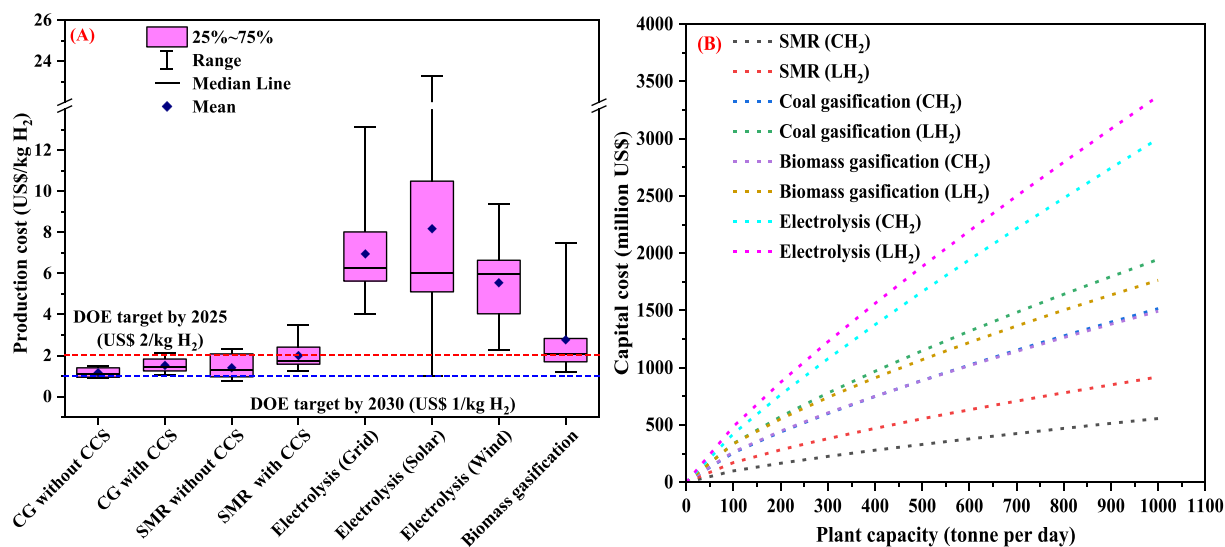 (A)
25%~75%
Range
Median Line
Mean
Production cost (US$/kg H₂)
26
24
12
10
8
6
4
2
0
DOE target by 2025
(US$ 2/kg H₂)
DOE target by 2030 (US$ 1/kg H₂)
CG without CCS
CG with CCS
SMR without CCS
SMR with CCS
Electrolysis (Grid)
Electrolysis (Solar)
Electrolysis (Wind)
Biomass gasification
(B)
SMR (CH₂)
SMR (LH₂)
Coal gasification (CH₂)
Coal gasification (LH₂)
Biomass gasification (CH₂)
Biomass gasification (LH₂)
Electrolysis (CH₂)
Electrolysis (LH₂)
Capital cost (million US$)
4000
3500
3000
2500
2000
1500
1000
500
0
0 100 200 300 400 500 600 700 800 900 1000 1100
Plant capacity (tonne per day)